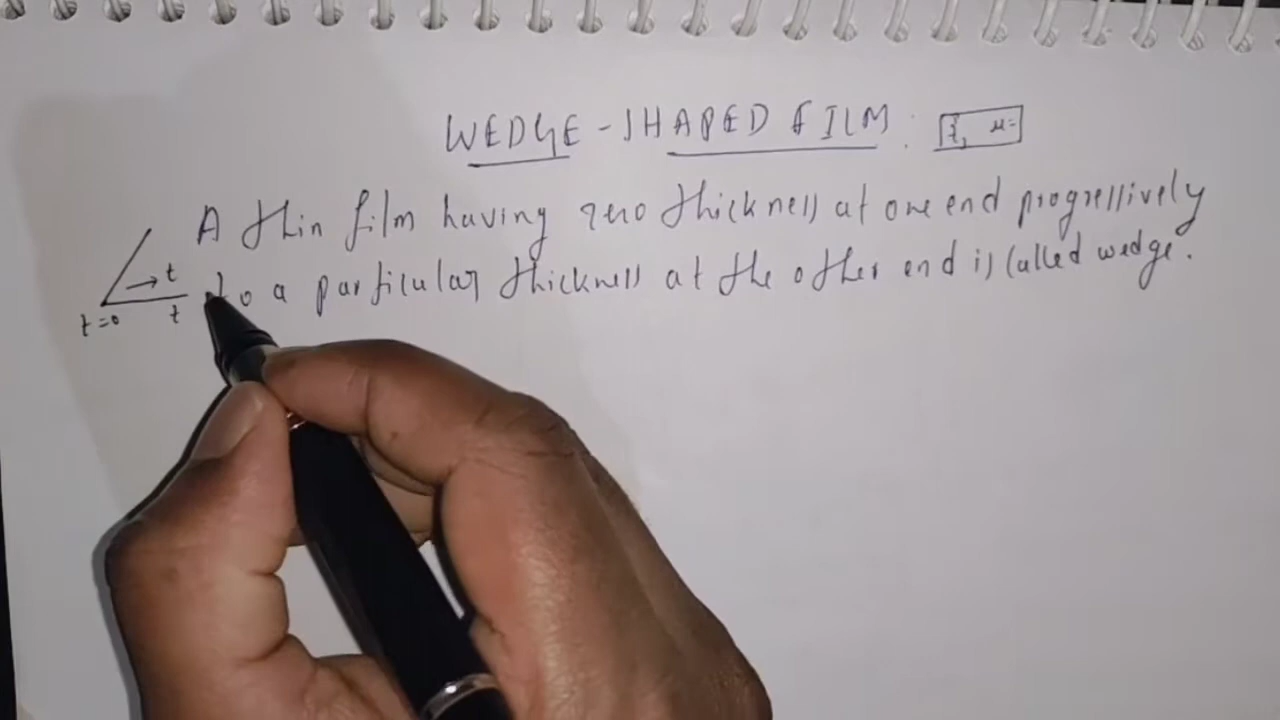 WEDGE-SHAPED FILM : t, μ=
A thin film having zero thickness at one end progressively
to a particular thickness at the other end is called wedge.
→ t
t=0 t